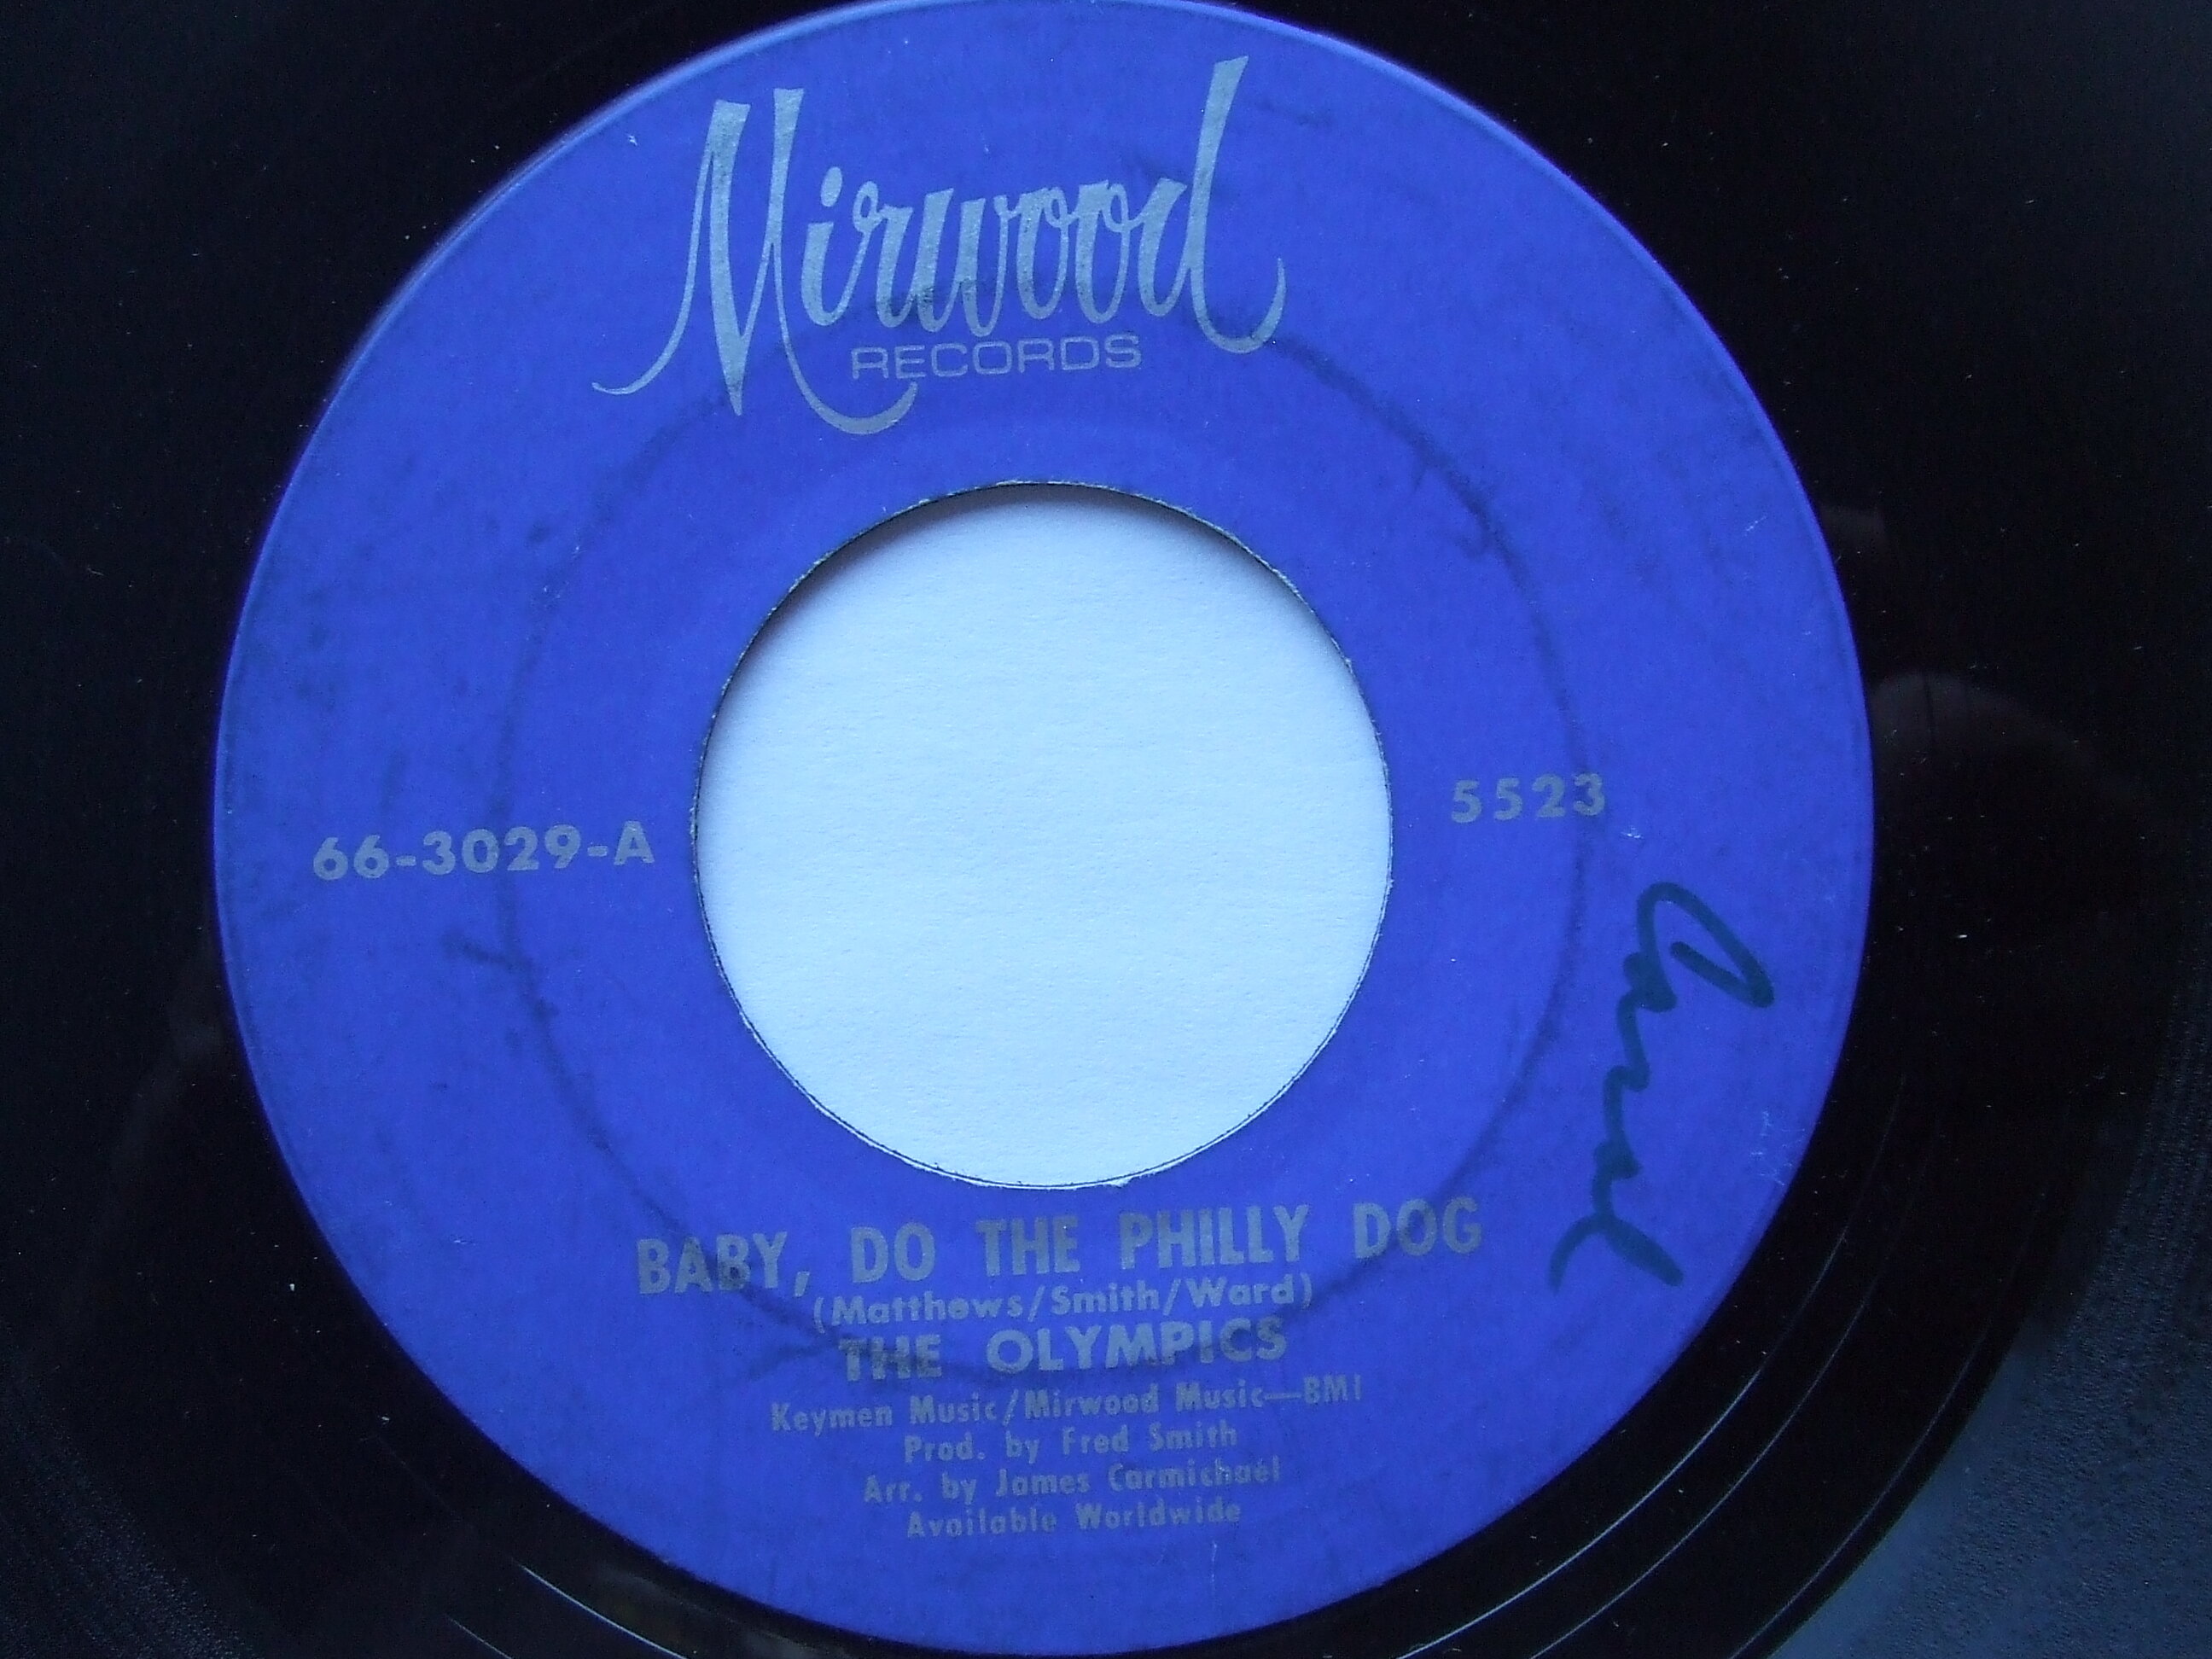 Mirwood
RECORDS
66-3029-A
5523
Carol
BABY, DO THE PHILLY DOG
(Matthews/Smith/Ward)
THE OLYMPICS
Keymen Music/Mirwood Music—BMI
Prod. by Fred Smith
Arr. by James Carmichael
Available Worldwide